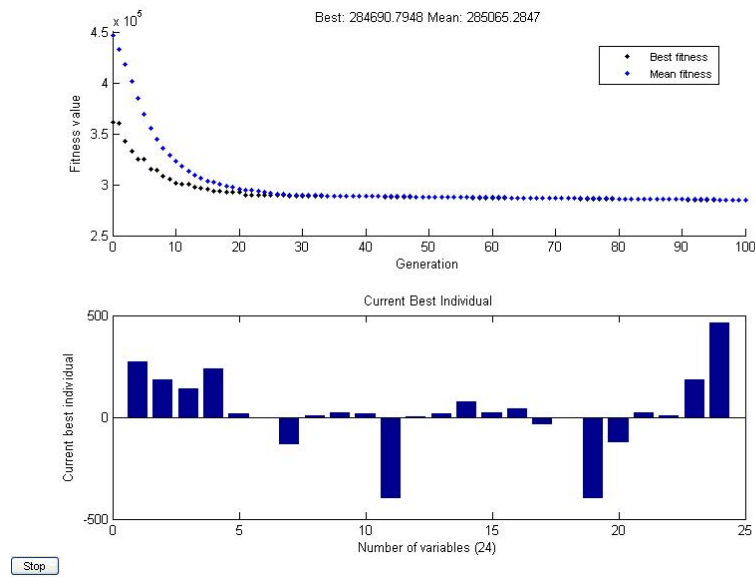 Best: 284690.7948 Mean: 285065.2847
x 10^5
4.5
4
3.5
3
2.5
Fitness value
Best fitness
Mean fitness
0 10 20 30 40 50 60 70 80 90 100
Generation
Current Best Individual
500
0
-500
Current best individual
0 5 10 15 20 25
Number of variables (24)
Stop